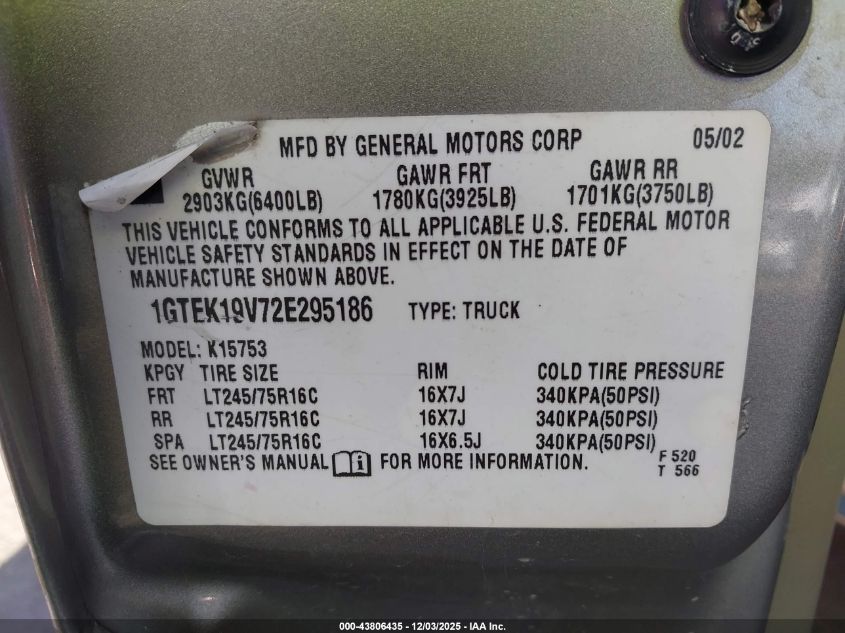 MFD BY GENERAL MOTORS CORP 05/02
GVWR GAWR FRT GAWR RR
2903KG(6400LB) 1780KG(3925LB) 1701KG(3750LB)
THIS VEHICLE CONFORMS TO ALL APPLICABLE U.S. FEDERAL MOTOR
VEHICLE SAFETY STANDARDS IN EFFECT ON THE DATE OF
MANUFACTURE SHOWN ABOVE.
1GTEK19V72E295186 TYPE: TRUCK
MODEL: K15753
KPGY TIRE SIZE RIM COLD TIRE PRESSURE
FRT LT245/75R16C 16X7J 340KPA(50PSI)
RR LT245/75R16C 16X7J 340KPA(50PSI)
SPA LT245/75R16C 16X6.5J 340KPA(50PSI)
SEE OWNER'S MANUAL FOR MORE INFORMATION.
F 520
T 566
000-43806435 - 12/03/2025 - IAA Inc.